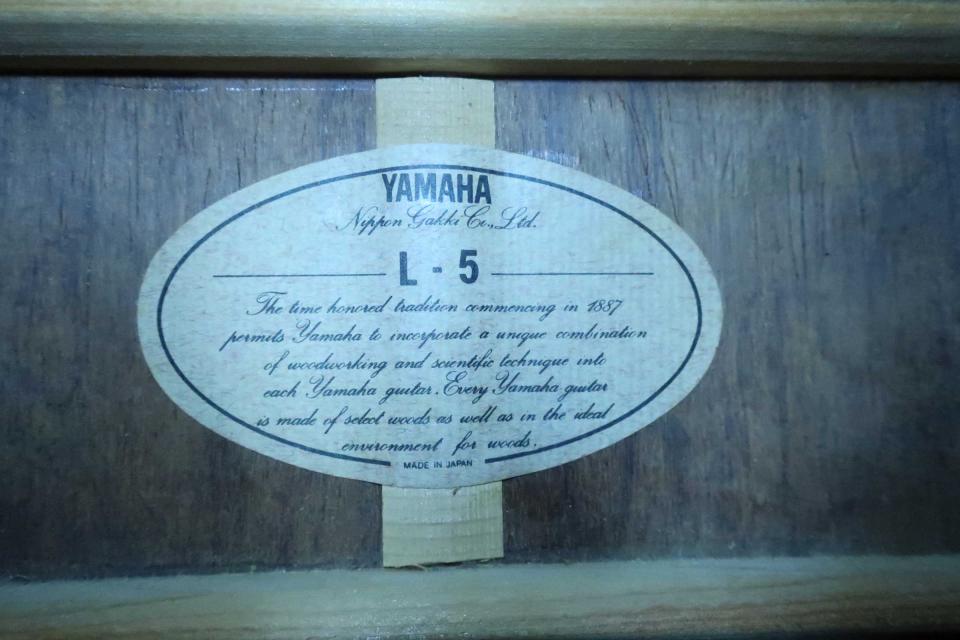 YAMAHA
Nippon Gakki Co., Ltd.
L - 5
The time honored tradition commencing in 1887
permits Yamaha to incorporate a unique combination
of woodworking and scientific technique into
each Yamaha guitar. Every Yamaha guitar
is made of select woods as well as in the ideal
environment for woods.
MADE IN JAPAN